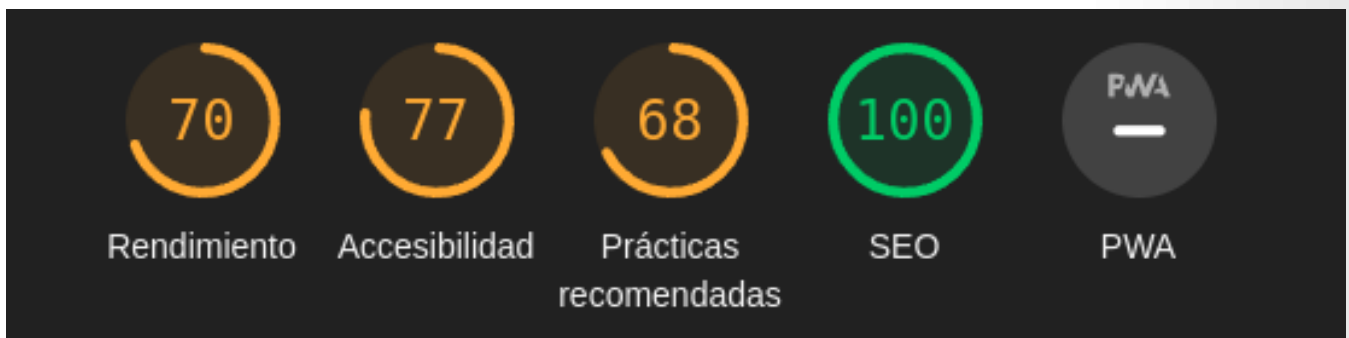 70
77
68
100
PWA
Rendimiento
Accesibilidad
Prácticas
recomendadas
SEO
PWA